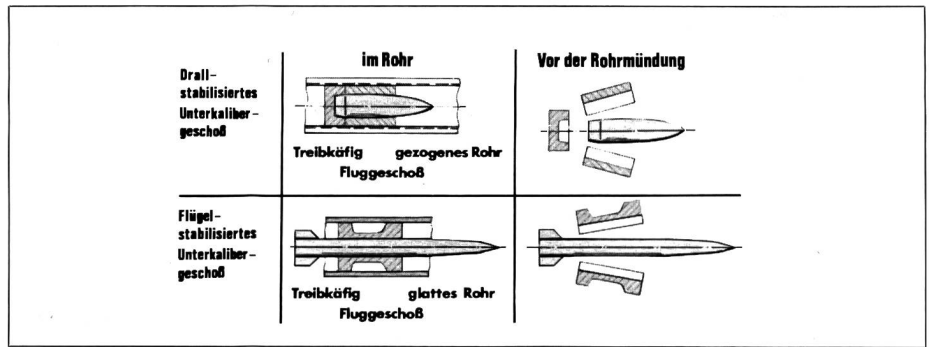 im Rohr
Vor der Rohrmündung
Drall-
stabilisiertes
Unterkaliber-
geschoß
Treibkäfig gezogenes Rohr
Fluggeschoß
Flügel-
stabilisiertes
Unterkaliber-
geschoß
Treibkäfig glattes Rohr
Fluggeschoß